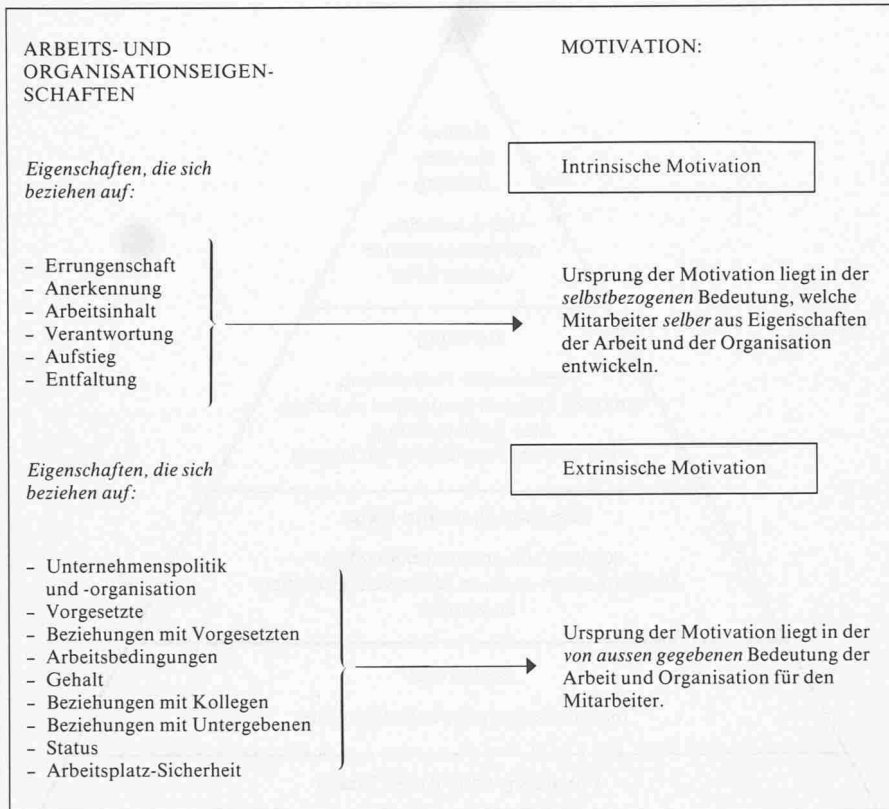 ARBEITS- UND
ORGANISATIONSEIGEN-
SCHAFTEN
MOTIVATION:
Eigenschaften, die sich
beziehen auf:
Intrinsische Motivation
– Errungenschaft
– Anerkennung
– Arbeitsinhalt
– Verantwortung
– Aufstieg
– Entfaltung
Ursprung der Motivation liegt in der
selbstbezogenen Bedeutung, welche
Mitarbeiter selber aus Eigenschaften
der Arbeit und der Organisation
entwickeln.
Eigenschaften, die sich
beziehen auf:
Extrinsische Motivation
– Unternehmenspolitik
und -organisation
– Vorgesetzte
– Beziehungen mit Vorgesetzten
– Arbeitsbedingungen
– Gehalt
– Beziehungen mit Kollegen
– Beziehungen mit Untergebenen
– Status
– Arbeitsplatz-Sicherheit
Ursprung der Motivation liegt in der
von aussen gegebenen Bedeutung der
Arbeit und Organisation für den
Mitarbeiter.